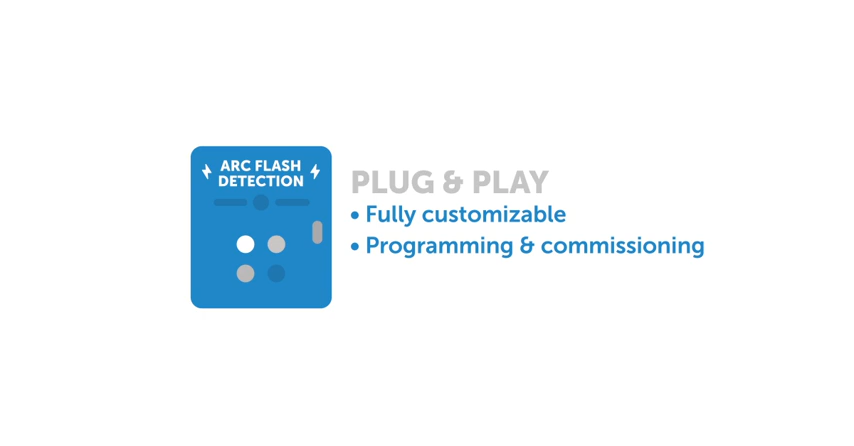 ARC FLASH
DETECTION
PLUG & PLAY
• Fully customizable
• Programming & commissioning